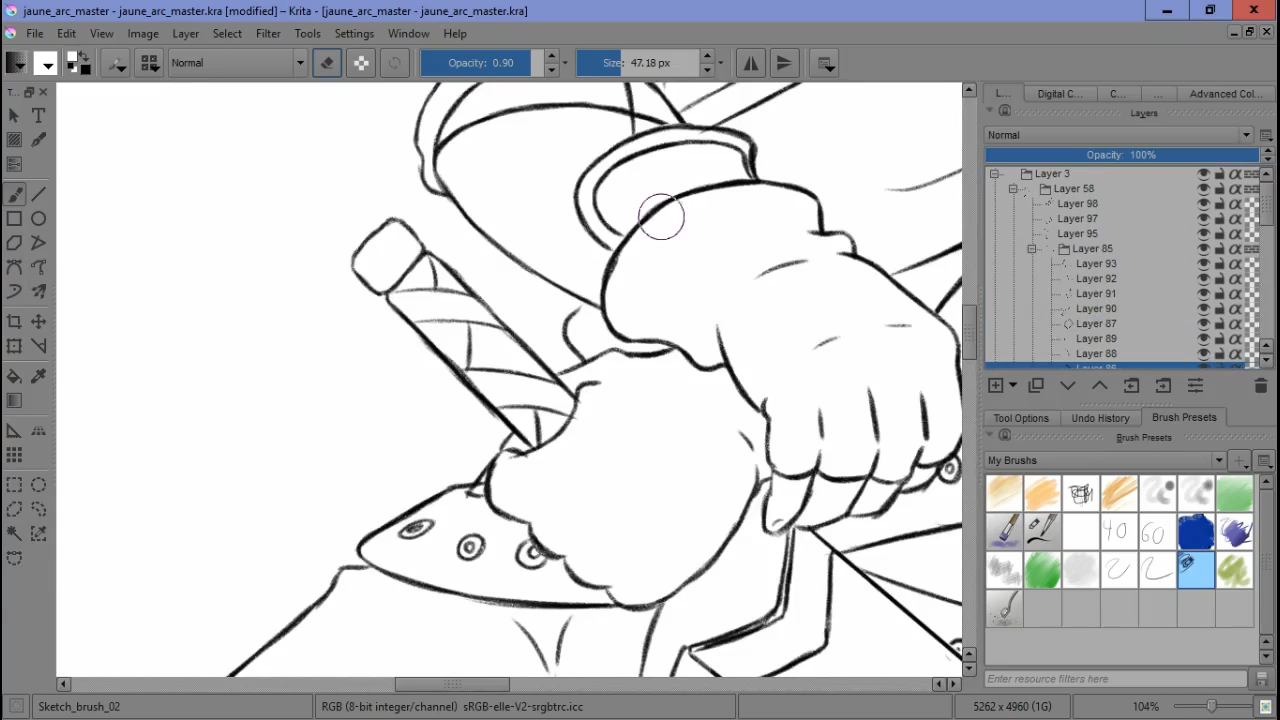 jaune_arc_master - jaune_arc_master.kra [modified] – Krita - [jaune_arc_master - jaune_arc_master.kra]
File Edit View Image Layer Select Filter Tools Settings Window Help
Normal Opacity: 0.90 Size: 47.18 px
T... L... Digital C... C... ... Advanced Col...
Layers
Normal
Opacity: 100%
Layer 3
Layer 58
Layer 98
Layer 97
Layer 95
Layer 85
Layer 93
Layer 92
Layer 91
Layer 90
Layer 87
Layer 89
Layer 88
Tool Options Undo History Brush Presets
Brush Presets
My Brushes
40 60
Enter resource filters here
Sketch_brush_02 RGB (8-bit integer/channel) sRGB-elle-V2-srgbtrc.icc 5262 x 4960 (1G) 104%